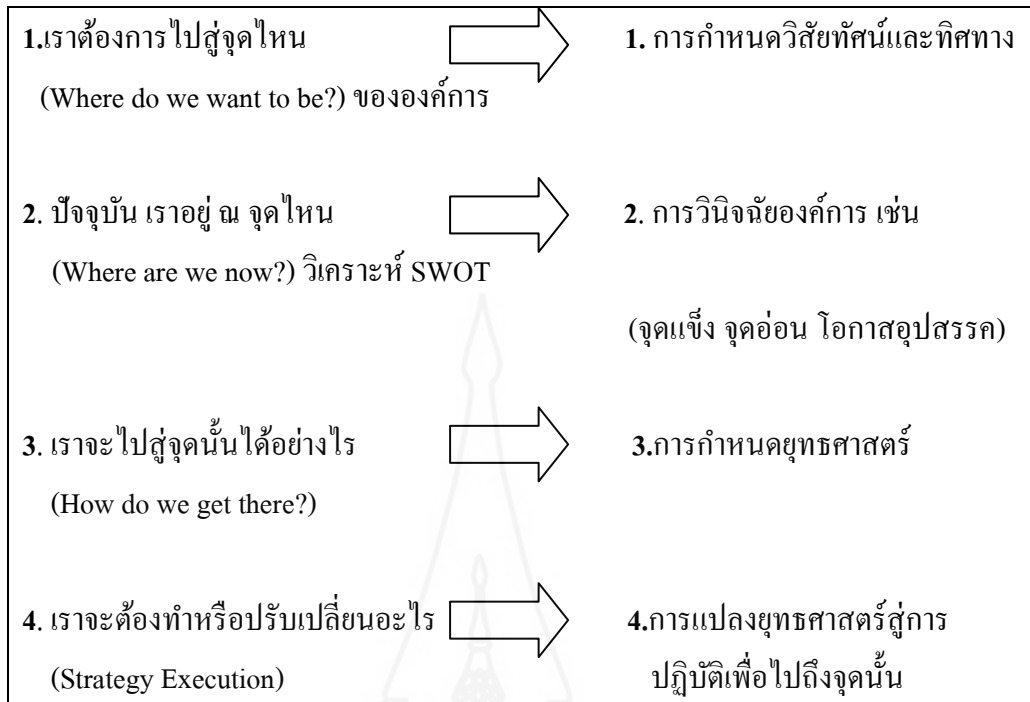 1.เราต้องการไปสู่จุดไหน
1. การกำหนดวิสัยทัศน์และทิศทาง
(Where do we want to be?) ขององค์การ
2. ปัจจุบัน เราอยู่ ณ จุดไหน
2. การวินิจฉัยองค์การ เช่น
(Where are we now?) วิเคราะห์ SWOT
(จุดแข็ง จุดอ่อน โอกาสอุปสรรค)
3. เราจะไปสู่จุดนั้นได้อย่างไร
3.การกำหนดยุทธศาสตร์
(How do we get there?)
4. เราจะต้องทำหรือปรับเปลี่ยนอะไร
4.การแปลงยุทธศาสตร์สู่การ
(Strategy Execution)
ปฏิบัติเพื่อไปถึงจุดนั้น